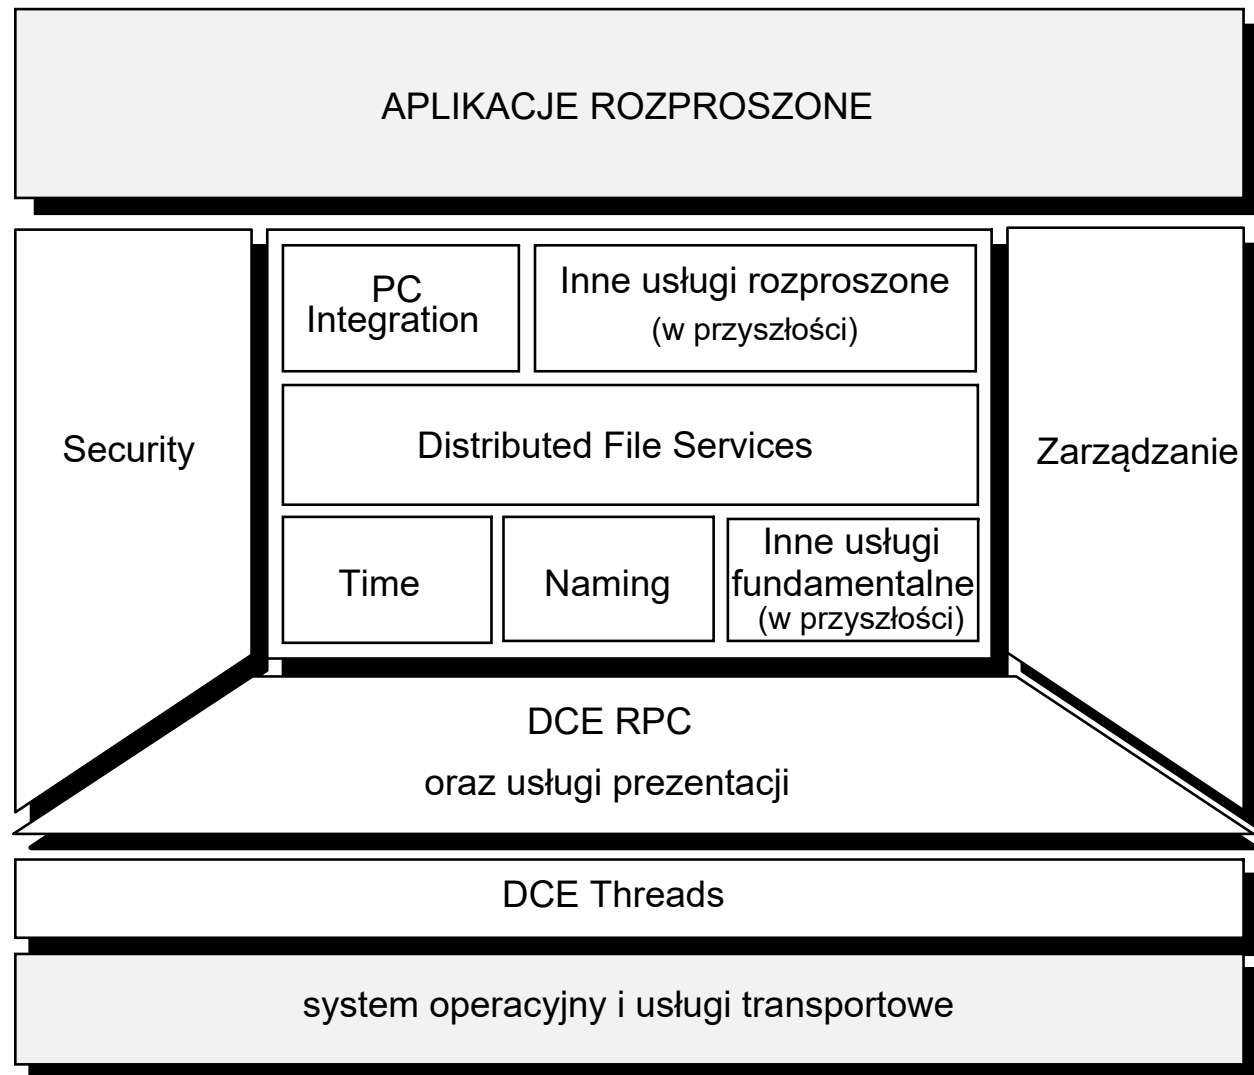 APLIKACJE ROZPROSZONE
PC
Integration
Inne usługi rozproszone
(w przyszłości)
Security
Distributed File Services
Zarządzanie
Time
Naming
Inne usługi
fundamentalne
(w przyszłości)
DCE RPC
oraz usługi prezentacji
DCE Threads
system operacyjny i usługi transportowe